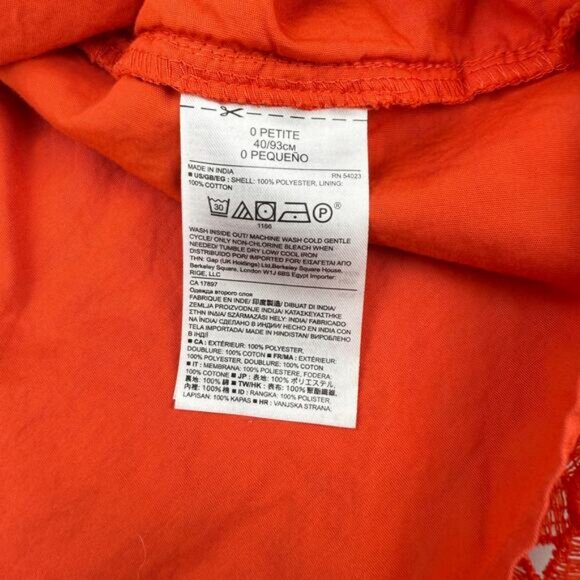 0 PETITE
40/93CM
0 PEQUEÑO
MADE IN INDIA RN 54023
■ US/GB/EG : SHELL: 100% POLYESTER, LINING:
100% COTTON
30 P ®
1166
WASH INSIDE OUT/ MACHINE WASH COLD GENTLE
CYCLE/ ONLY NON-CHLORINE BLEACH WHEN
NEEDED/ TUMBLE DRY LOW/ COOL IRON
DISTRIBUTED BY/ IMPORTED FOR/ ΕΙΣΑΓΕΤΑΙ ΑΠΟ
ΤΗΝ: Gap (UK Holdings) Ltd,Berkeley Square House,
Berkeley Square, London W1J 6BS Egypt Importer:
RIGE, LLC
CA 17897
Одежда второго слоя
FABRIQUE EN INDE/ 印度製造/ DIBUAT DI INDIA/
ZEMLJA PROIZVODNJE INDIJA/ ΚΑΤΑΣΚΕΥΑΣΤΗΚΕ
ΣΤΗΝ ΙΝΔΙΑ/ SZÁRMAZÁSI HELY: INDIA/ FABRICADO
NA ÍNDIA/ СДЕЛАНО В ИНДИИ/ HECHO EN INDIA CON
TELA IMPORTADA/ MADE IN HINDISTAN/ ВИРОБЛЕНО
В ІНДІЇ
■ CA : EXTÉRIEUR: 100% POLYESTER,
DOUBLURE: 100% COTON ■ FR/MA : EXTÉRIEUR:
100% POLYESTER, DOUBLURE: 100% COTON
■ IT : MEMBRANA: 100% POLIESTERE, FODERA:
100% COTONE ■ JP : 表地: 100% ポリエステル,
裏地: 100% 綿 ■ TW/HK : 表布: 100% 聚酯纖維,
內裡: 100% 棉 ■ ID : RANGKA: 100% POLISTER,
LAPISAN: 100% KAPAS ■ HR : VANJSKA STRANA: